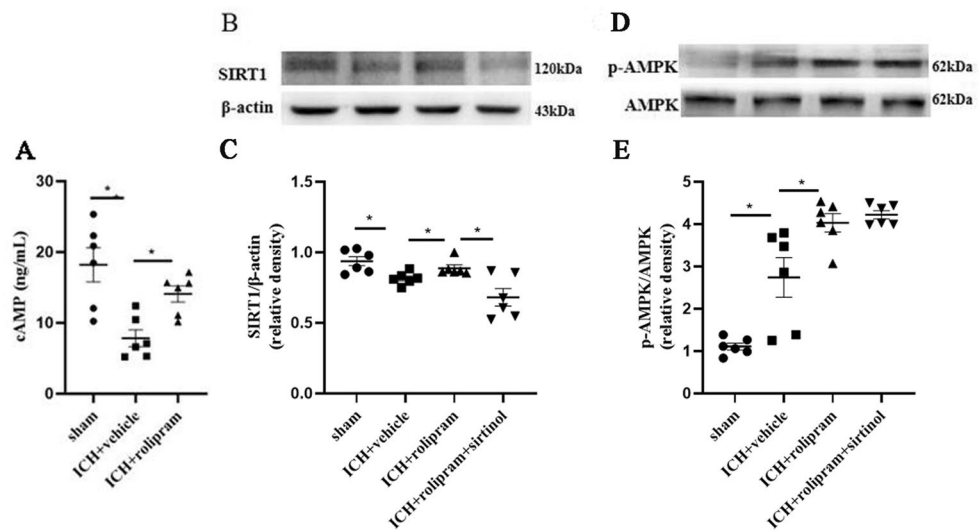 B
SIRT1
120kDa
β-actin
43kDa
D
p-AMPK
62kDa
AMPK
62kDa
A
30
20
10
0
cAMP (ng/mL)
*
*
sham
ICH+vehicle
ICH+rolipram
C
1.5
1.0
0.5
0.0
SIRT1/β-actin
(relative density)
*
*
*
sham
ICH+vehicle
ICH+rolipram
ICH+rolipram+sirtinol
E
5
4
3
2
1
0
p-AMPK/AMPK
(relative density)
*
*
sham
ICH+vehicle
ICH+rolipram
ICH+rolipram+sirtinol